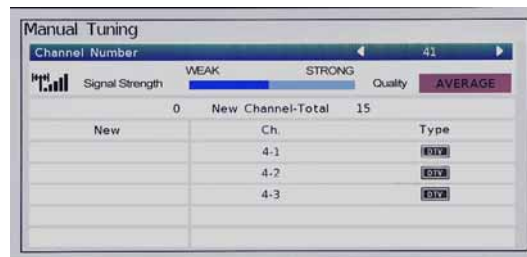 Manual Tuning
Channel Number 41
WEAK STRONG
Signal Strength Quality AVERAGE
0 New Channel-Total 15
New Ch. Type
4-1 DTV
4-2 DTV
4-3 DTV